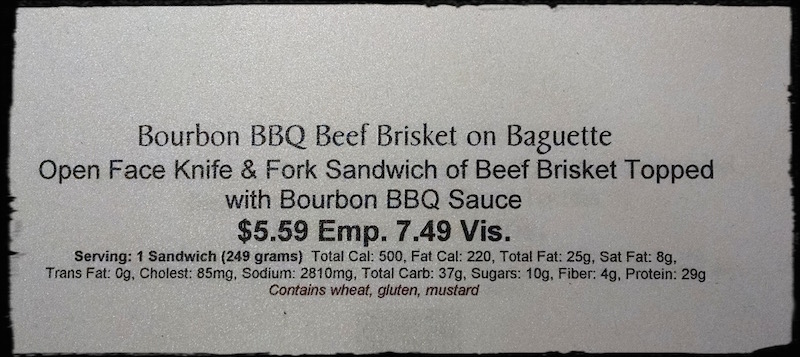 Bourbon BBQ Beef Brisket on Baguette
Open Face Knife & Fork Sandwich of Beef Brisket Topped
with Bourbon BBQ Sauce
$5.59 Emp. 7.49 Vis.
Serving: 1 Sandwich (249 grams) Total Cal: 500, Fat Cal: 220, Total Fat: 25g, Sat Fat: 8g,
Trans Fat: 0g, Cholest: 85mg, Sodium: 2810mg, Total Carb: 37g, Sugars: 10g, Fiber: 4g, Protein: 29g
Contains wheat, gluten, mustard